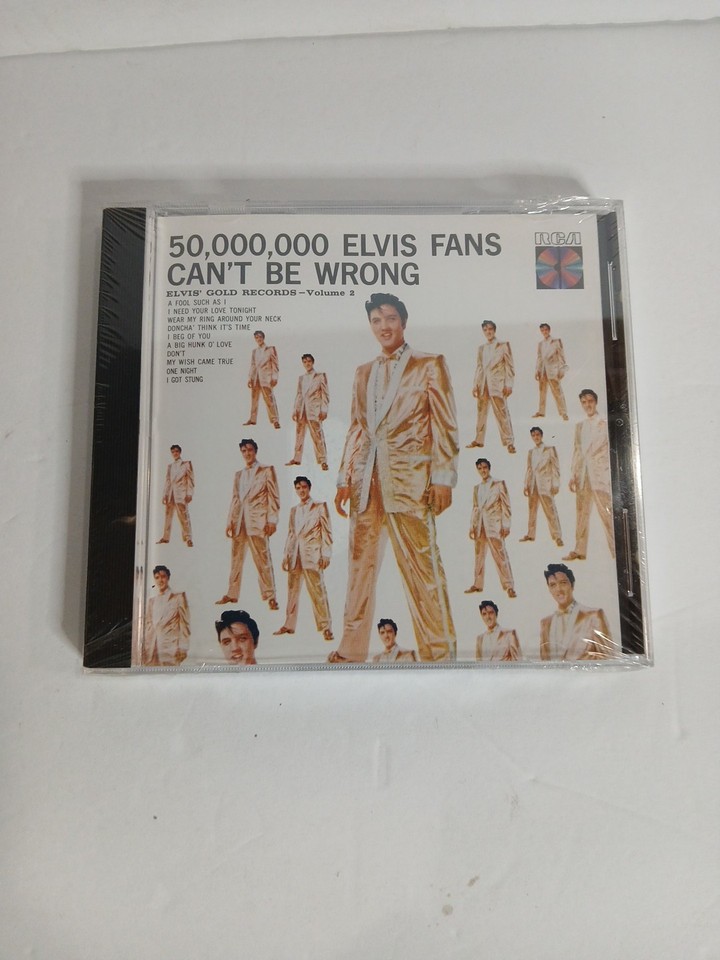 50,000,000 ELVIS FANS
CAN'T BE WRONG
RCA
ELVIS' GOLD RECORDS—Volume 2
A FOOL SUCH AS I
I NEED YOUR LOVE TONIGHT
WEAR MY RING AROUND YOUR NECK
DONCHA' THINK IT'S TIME
I BEG OF YOU
A BIG HUNK O' LOVE
DON'T
MY WISH CAME TRUE
ONE NIGHT
I GOT STUNG